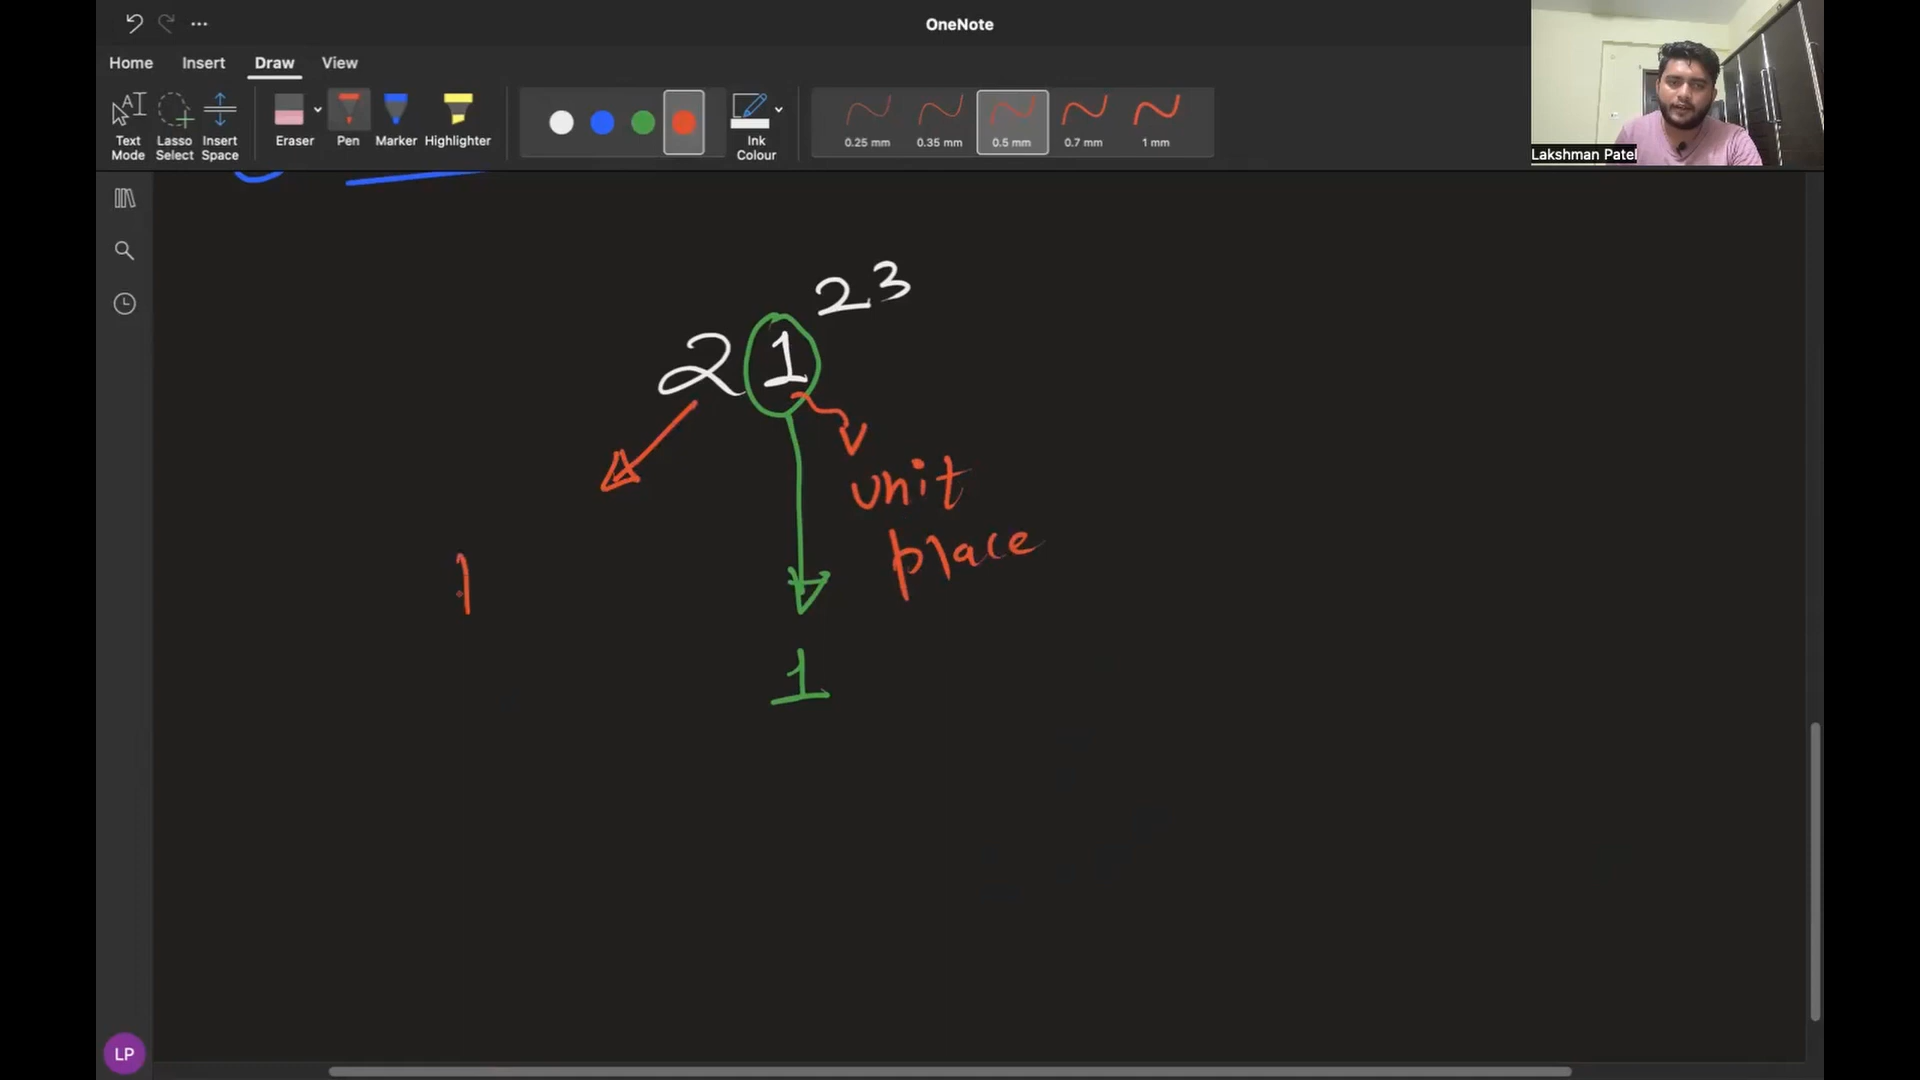 OneNote
Home Insert Draw View
Text Mode Lasso Select Insert Space Eraser Pen Marker Highlighter Ink Colour 0.25 mm 0.35 mm 0.5 mm 0.7 mm 1 mm
Lakshman Patel
23
21
unit
place
1
LP